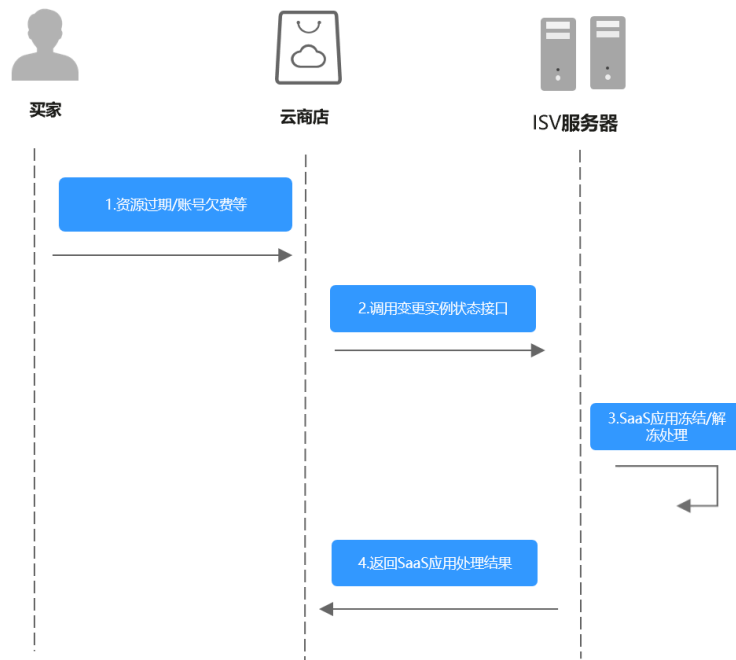 买家
云商店
ISV服务器
1.资源过期/账号欠费等
2.调用变更实例状态接口
3.SaaS应用冻结/解
冻处理
4.返回SaaS应用处理结果